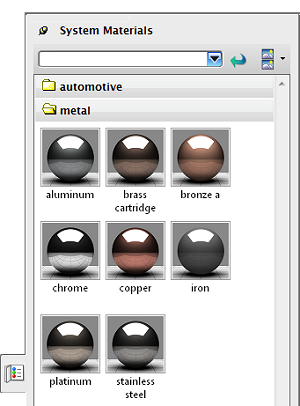 System Materials
automotive
metal
aluminum
brass
cartridge
bronze a
chrome
copper
iron
platinum
stainless
steel